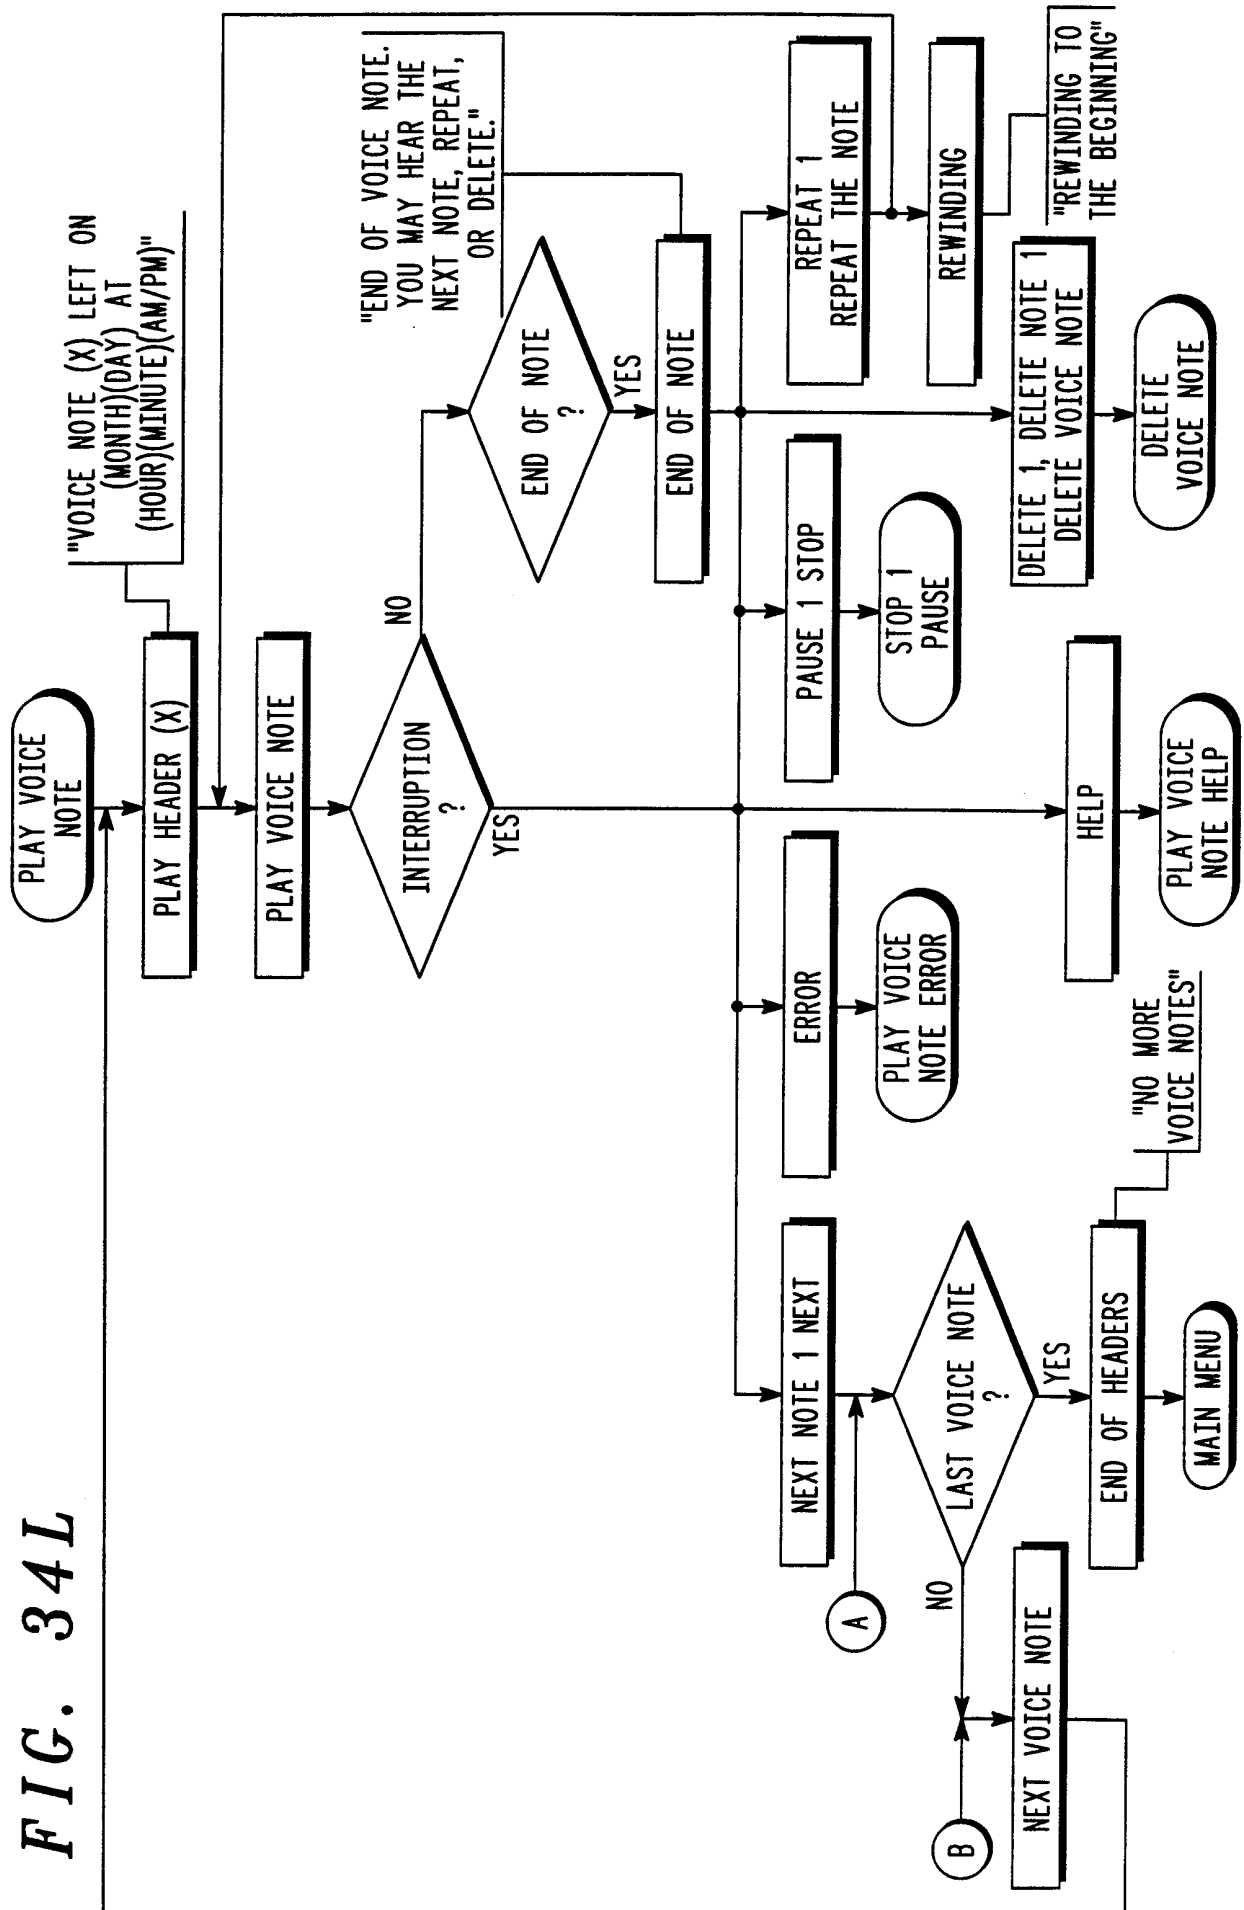 FIG. 34L
PLAY VOICE
NOTE
PLAY HEADER (X)
"VOICE NOTE (X) LEFT ON
(MONTH)(DAY) AT
(HOUR)(MINUTE)(AM/PM)"
PLAY VOICE NOTE
INTERRUPTION
?
NO
YES
END OF NOTE
?
YES
"END OF VOICE NOTE.
YOU MAY HEAR THE
NEXT NOTE, REPEAT,
OR DELETE."
END OF NOTE
NEXT NOTE 1 NEXT
ERROR
PAUSE 1 STOP
REPEAT 1
REPEAT THE NOTE
A
LAST VOICE NOTE
?
NO
YES
PLAY VOICE
NOTE ERROR
STOP 1
PAUSE
REWINDING
"REWINDING TO
THE BEGINNING"
B
NEXT VOICE NOTE
END OF HEADERS
"NO MORE
VOICE NOTES"
MAIN MENU
HELP
PLAY VOICE
NOTE HELP
DELETE 1, DELETE NOTE 1
DELETE VOICE NOTE
DELETE
VOICE NOTE